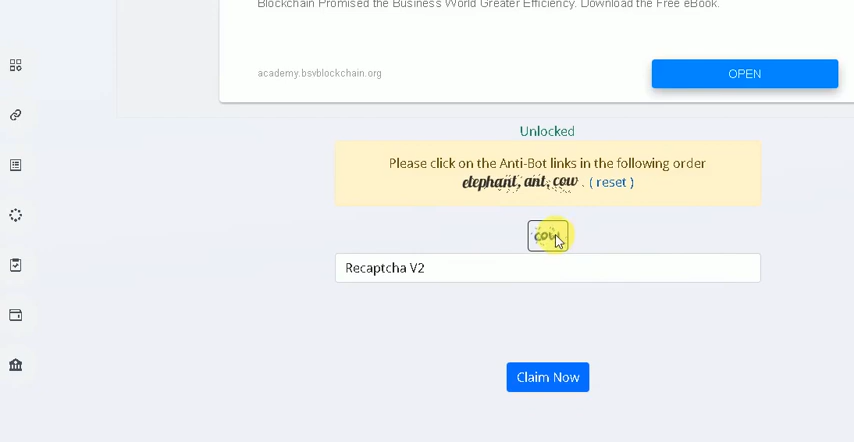 Blockchain Promised the Business World Greater Efficiency. Download the Free eBook.
academy.bsvblockchain.org
OPEN
Unlocked
Please click on the Anti-Bot links in the following order
elephant, ant, cow . ( reset )
cow
Recaptcha V2
Claim Now